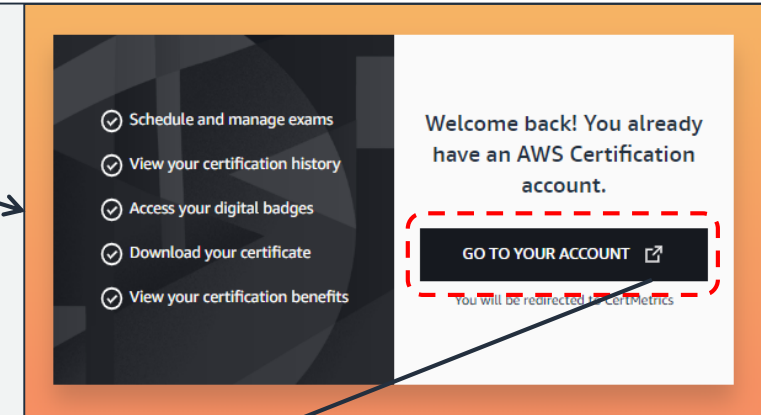 Schedule and manage exams
View your certification history
Access your digital badges
Download your certificate
View your certification benefits
Welcome back! You already
have an AWS Certification
account.
GO TO YOUR ACCOUNT
You will be redirected to CertMetrics